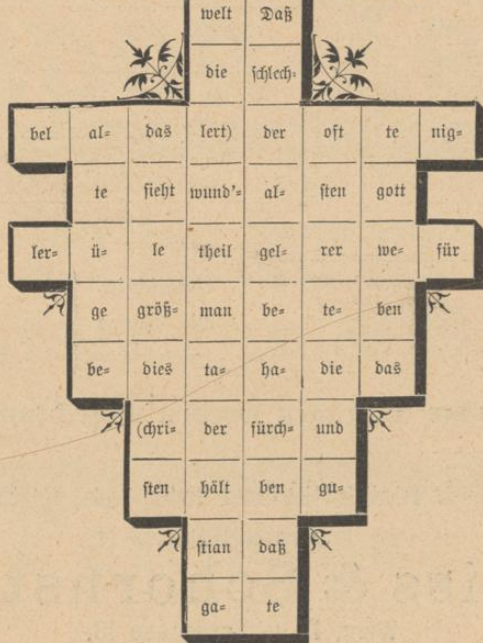 welt Daß
die schlech-
bel al- das lert) der oft te nig-
te sieht wund'- al- sten gott
ler- ü- le theil gel- rer we- für
ge größ- man be- te- ben
be- dies ta- ha- die das
(chri- der fürch- und
sten hält ben gu-
stian daß
ga- te